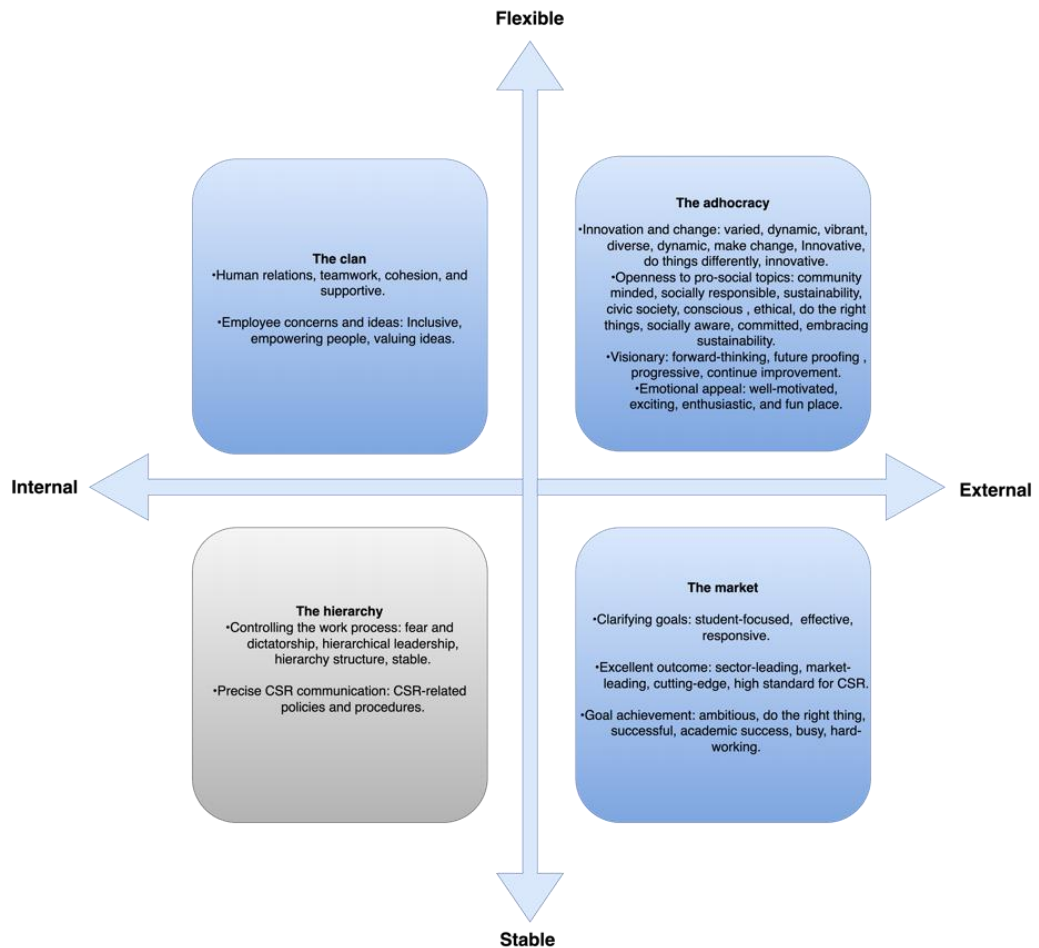 Flexible
The clan
•Human relations, teamwork, cohesion, and
supportive.
•Employee concerns and ideas: Inclusive,
empowering people, valuing ideas.
The adhocracy
•Innovation and change: varied, dynamic, vibrant,
diverse, dynamic, make change, Innovative,
do things differently, innovative.
•Openness to pro-social topics: community
minded, socially responsible, sustainability,
civic society, conscious , ethical, do the right
things, socially aware, committed, embracing
sustainability.
•Visionary: forward-thinking, future proofing ,
progressive, continue improvement.
•Emotional appeal: well-motivated,
exciting, enthusiastic, and fun place.
Internal
External
The hierarchy
•Controlling the work process: fear and
dictatorship, hierarchical leadership,
hierarchy structure, stable.
•Precise CSR communication: CSR-related
policies and procedures.
The market
•Clarifying goals: student-focused,  effective,
responsive.
•Excellent outcome: sector-leading, market-
leading, cutting-edge, high standard for CSR.
•Goal achievement: ambitious, do the right thing,
successful, academic success, busy, hard-
working.
Stable